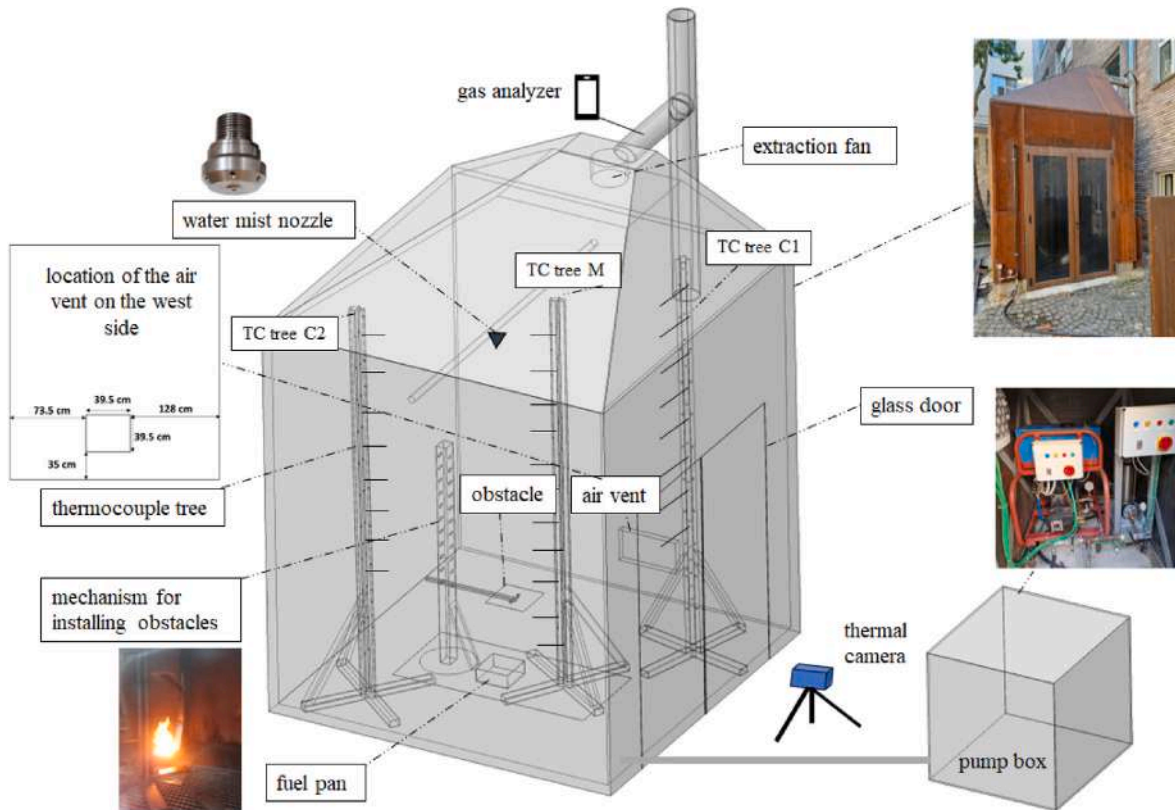 gas analyzer
extraction fan
water mist nozzle
TC tree C1
TC tree M
TC tree C2
location of the air
vent on the west
side
39.5 cm
73.5 cm
128 cm
39.5 cm
35 cm
glass door
thermocouple tree
obstacle
air vent
mechanism for
installing obstacles
thermal
camera
fuel pan
pump box